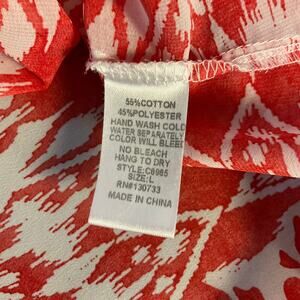 55%COTTON
45%POLYESTER
HAND WASH COLD
WATER SEPARATELY
COLOR WILL BLEED
NO BLEACH
HANG TO DRY
STYLE:C8985
SIZE:L
RN#130733
MADE IN CHINA